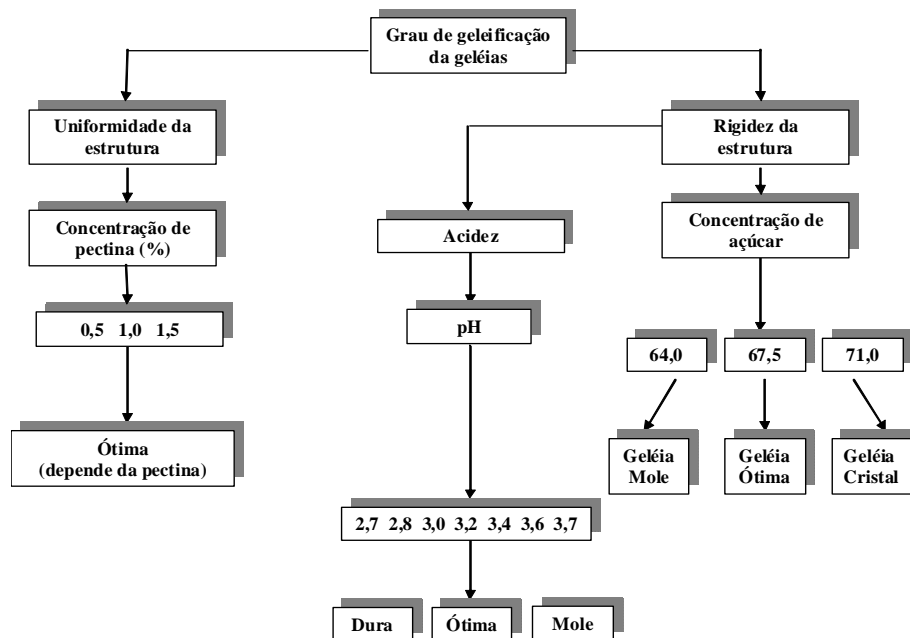 Grau de geleificação
da geléias
Uniformidade da
estrutura
Rigidez da
estrutura
Concentração de
pectina (%)
Acidez
Concentração de
açúcar
0,5 1,0 1,5
pH
64,0
67,5
71,0
Ótima
(depende da pectina)
Geléia
Mole
Geléia
Ótima
Geléia
Cristal
2,7 2,8 3,0 3,2 3,4 3,6 3,7
Dura
Ótima
Mole